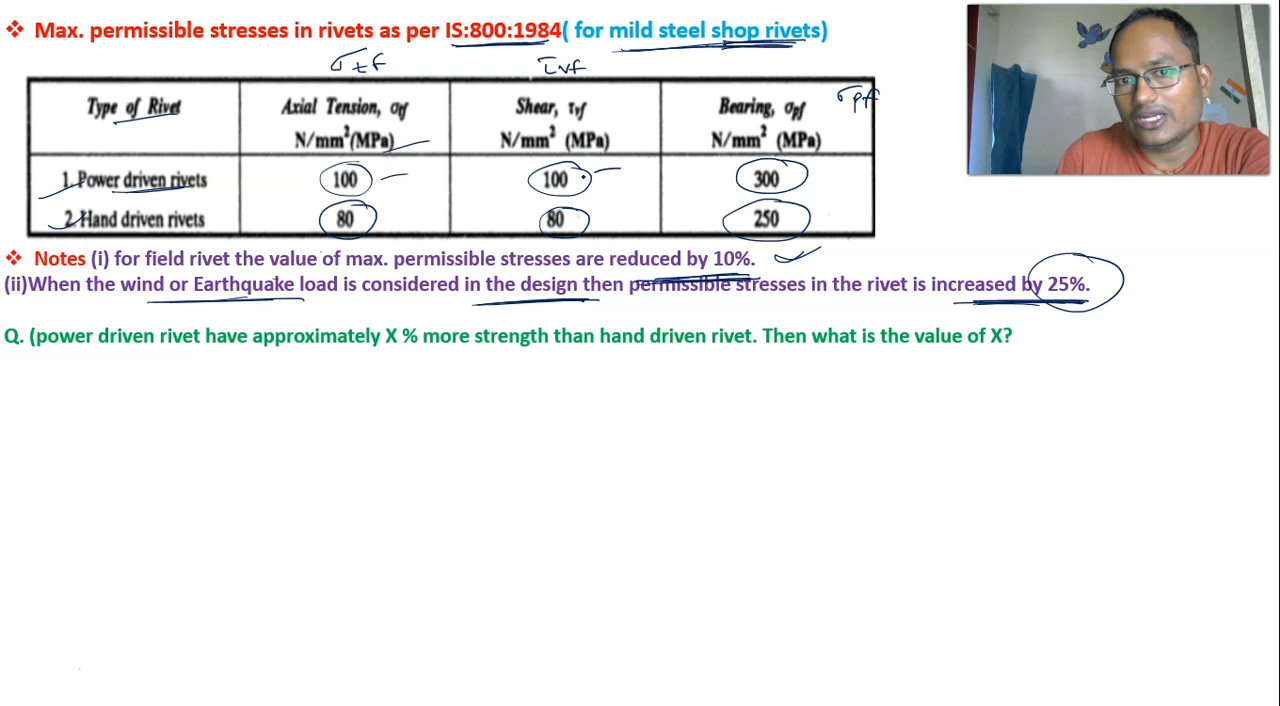 ❖ Max. permissible stresses in rivets as per IS:800:1984( for mild steel shop rivets)
σtf τvf
Type of Rivet Axial Tension, σtf Shear, τvf Bearing, σpf σpf
N/mm² (MPa) N/mm² (MPa) N/mm² (MPa)
1. Power driven rivets 100 100 300
2. Hand driven rivets 80 80 250
❖ Notes (i) for field rivet the value of max. permissible stresses are reduced by 10%.
(ii)When the wind or Earthquake load is considered in the design then permissible stresses in the rivet is increased by 25%.
Q. (power driven rivet have approximately X % more strength than hand driven rivet. Then what is the value of X?